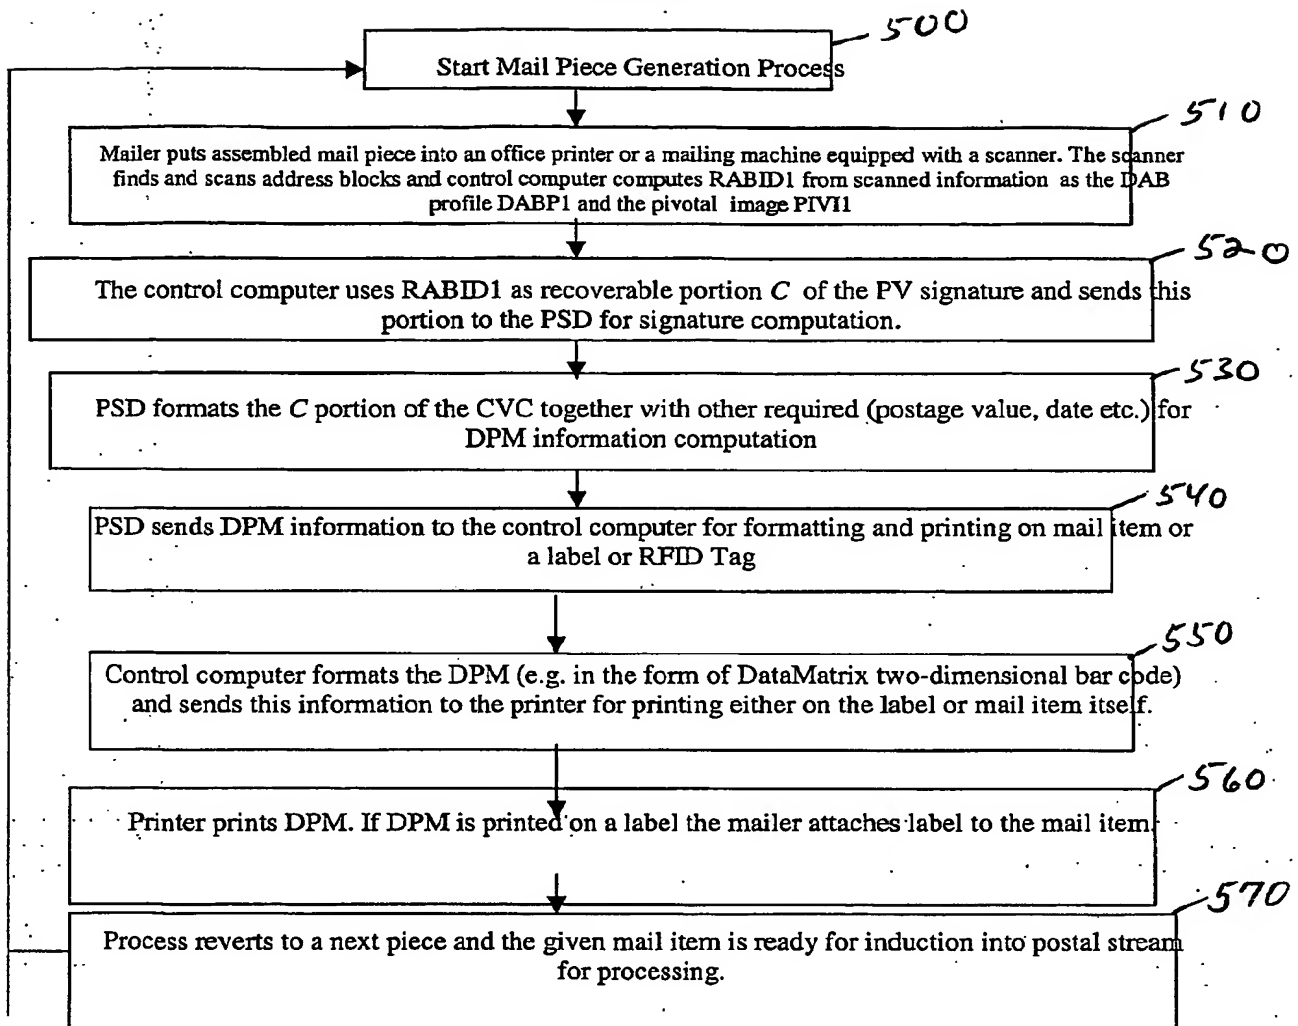 500
Start Mail Piece Generation Process
510
Mailer puts assembled mail piece into an office printer or a mailing machine equipped with a scanner. The scanner
finds and scans address blocks and control computer computes RABID1 from scanned information as the DAB
profile DABP1 and the pivotal image PIVI1
520
The control computer uses RABID1 as recoverable portion C of the PV signature and sends this
portion to the PSD for signature computation.
530
PSD formats the C portion of the CVC together with other required (postage value, date etc.) for
DPM information computation
540
PSD sends DPM information to the control computer for formatting and printing on mail item or
a label or RFID Tag
550
Control computer formats the DPM (e.g. in the form of DataMatrix two-dimensional bar code)
and sends this information to the printer for printing either on the label or mail item itself.
560
Printer prints DPM. If DPM is printed on a label the mailer attaches label to the mail item.
570
Process reverts to a next piece and the given mail item is ready for induction into postal stream
for processing.